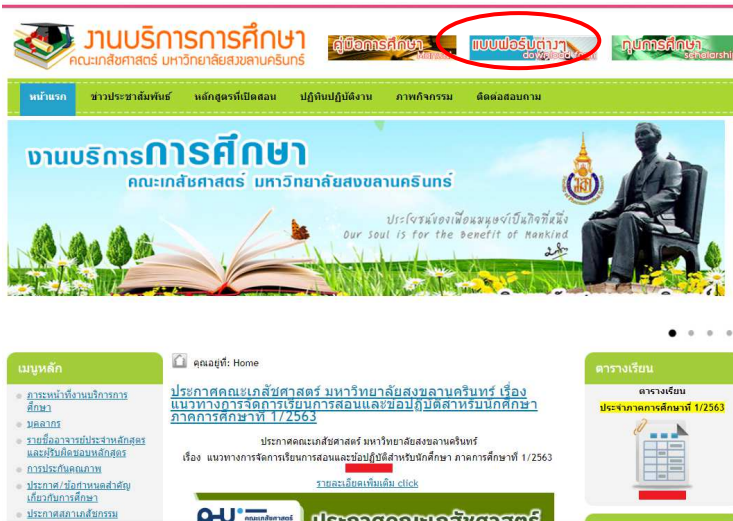 งานบริการการศึกษา
คณะเภสัชศาสตร์ มหาวิทยาลัยสงขลานครินทร์
คู่มือการศึกษา
แบบฟอร์มต่างๆ
ทุนการศึกษา
scholarship
หน้าแรก ข่าวประชาสัมพันธ์ หลักสูตรที่เปิดสอน ปฏิทินปฏิบัติงาน ภาพกิจกรรม ติดต่อสอบถาม
งานบริการการศึกษา
คณะเภสัชศาสตร์ มหาวิทยาลัยสงขลานครินทร์
ประโยชน์ของเพื่อนมนุษย์เป็นกิจที่หนึ่ง
Our Soul is for the Benefit of Mankind
เมนูหลัก
ภาระหน้าที่งานบริการการ
ศึกษา
บุคลากร
รายชื่ออาจารย์ประจำหลักสูตร
และผู้รับผิดชอบหลักสูตร
การประกันคุณภาพ
ประกาศ/ข้อกำหนดสำคัญ
เกี่ยวกับการศึกษา
ประกาศสภาเภสัชกรรม
คุณอยู่ที่: Home
ประกาศคณะเภสัชศาสตร์ มหาวิทยาลัยสงขลานครินทร์ เรื่อง
แนวทางการจัดการเรียนการสอนและข้อปฏิบัติสำหรับนักศึกษา
ภาคการศึกษาที่ 1/2563
ประกาศคณะเภสัชศาสตร์ มหาวิทยาลัยสงขลานครินทร์
เรื่อง แนวทางการจัดการเรียนการสอนและข้อปฏิบัติสำหรับนักศึกษา ภาคการศึกษาที่ 1/2563
รายละเอียดเพิ่มเติม click
คณะเภสัชศาสตร์
ประกาศคณะเภสัชศาสตร์
ตารางเรียน
ตารางเรียน
ประจำภาคการศึกษาที่ 1/2563